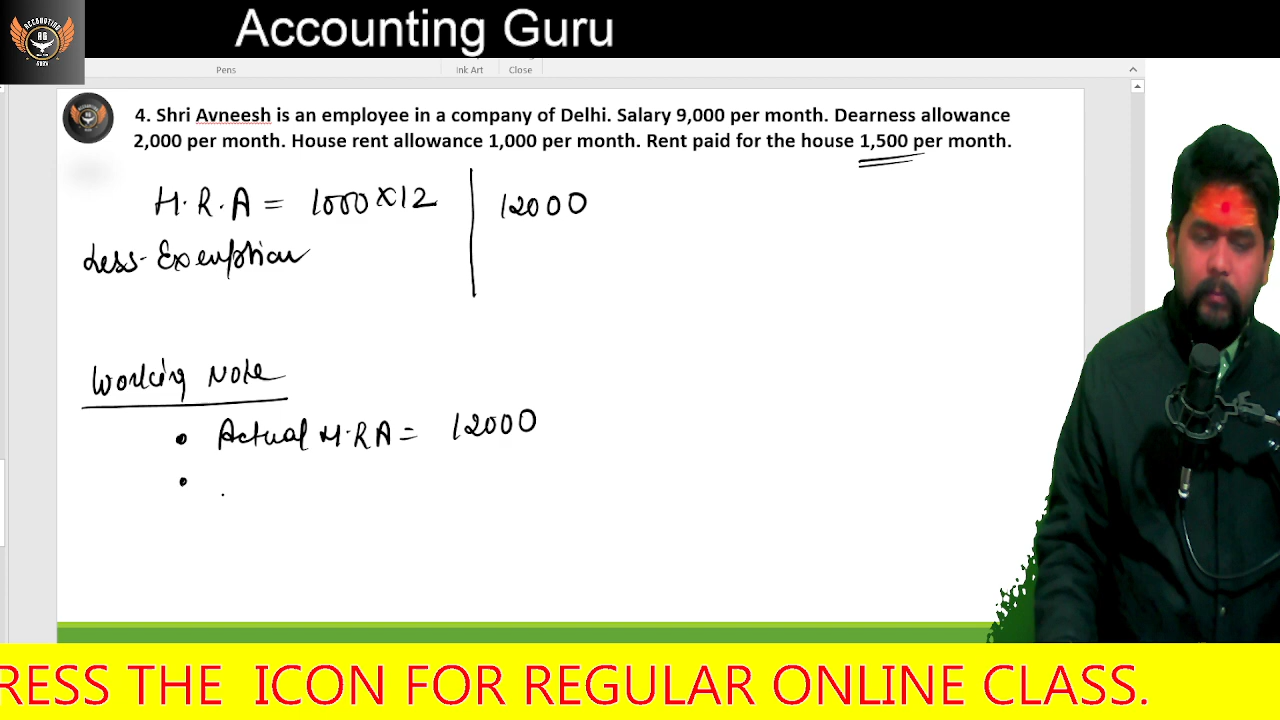 Accounting Guru
ACCOUNTING
AG
GURU
Pens Ink Art Close
4. Shri Avneesh is an employee in a company of Delhi. Salary 9,000 per month. Dearness allowance
2,000 per month. House rent allowance 1,000 per month. Rent paid for the house 1,500 per month.
H.R.A = 1000×12 12000
Less- Exemption
Working Note
• Actual H.R.A = 12000
•
RESS THE ICON FOR REGULAR ONLINE CLASS.